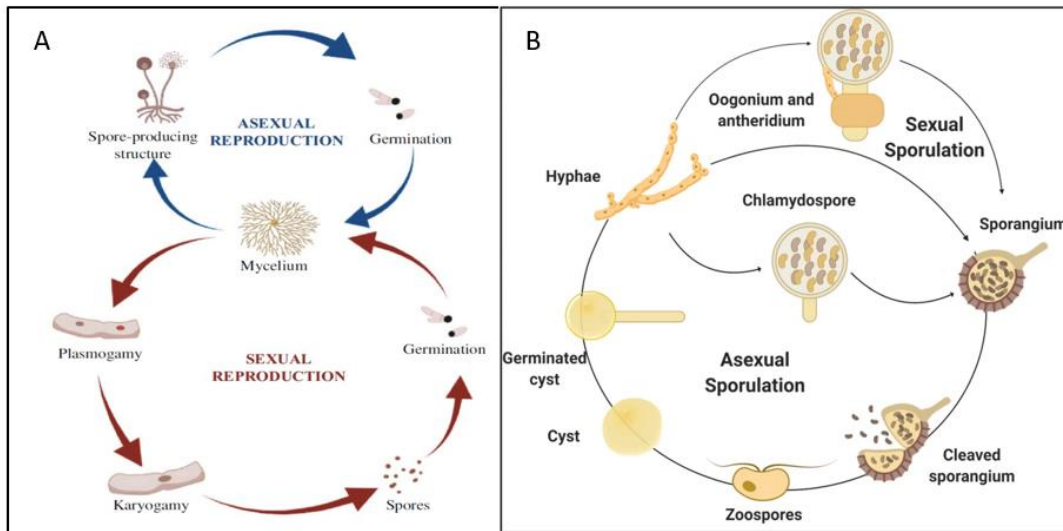 A
Spore-producing
structure
ASEXUAL
REPRODUCTION
Germination
Mycelium
Plasmogamy
SEXUAL
REPRODUCTION
Germination
Karyogamy
Spores
B
Oogonium and
antheridium
Sexual
Sporulation
Hyphae
Chlamydospore
Sporangium
Germinated
cyst
Asexual
Sporulation
Cyst
Cleaved
sporangium
Zoospores